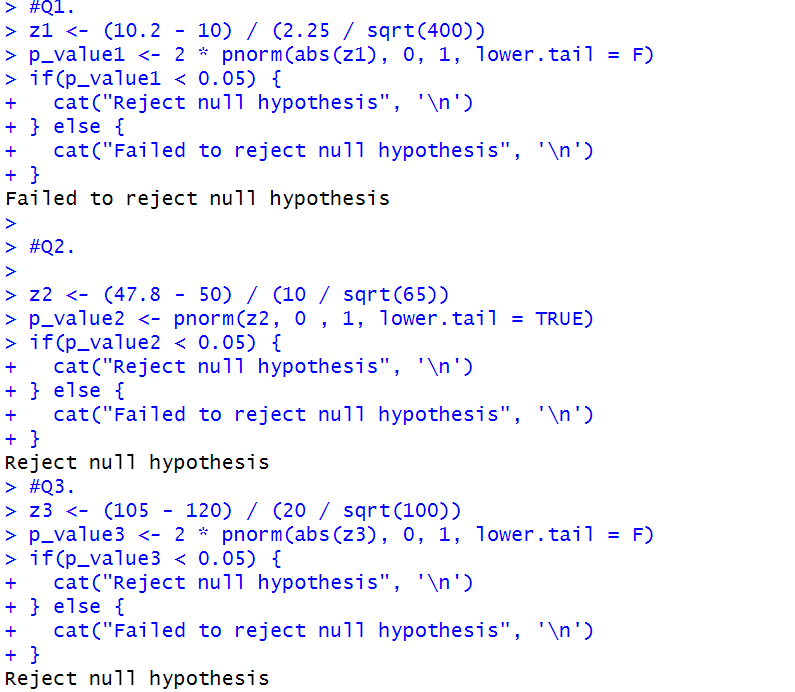 > #Q1.
> z1 <- (10.2 - 10) / (2.25 / sqrt(400))
> p_value1 <- 2 * pnorm(abs(z1), 0, 1, lower.tail = F)
> if(p_value1 < 0.05) {
+   cat("Reject null hypothesis", '\n')
+ } else {
+   cat("Failed to reject null hypothesis", '\n')
+ }
Failed to reject null hypothesis
>
> #Q2.
>
> z2 <- (47.8 - 50) / (10 / sqrt(65))
> p_value2 <- pnorm(z2, 0 , 1, lower.tail = TRUE)
> if(p_value2 < 0.05) {
+   cat("Reject null hypothesis", '\n')
+ } else {
+   cat("Failed to reject null hypothesis", '\n')
+ }
Reject null hypothesis
> #Q3.
> z3 <- (105 - 120) / (20 / sqrt(100))
> p_value3 <- 2 * pnorm(abs(z3), 0, 1, lower.tail = F)
> if(p_value3 < 0.05) {
+   cat("Reject null hypothesis", '\n')
+ } else {
+   cat("Failed to reject null hypothesis", '\n')
+ }
Reject null hypothesis